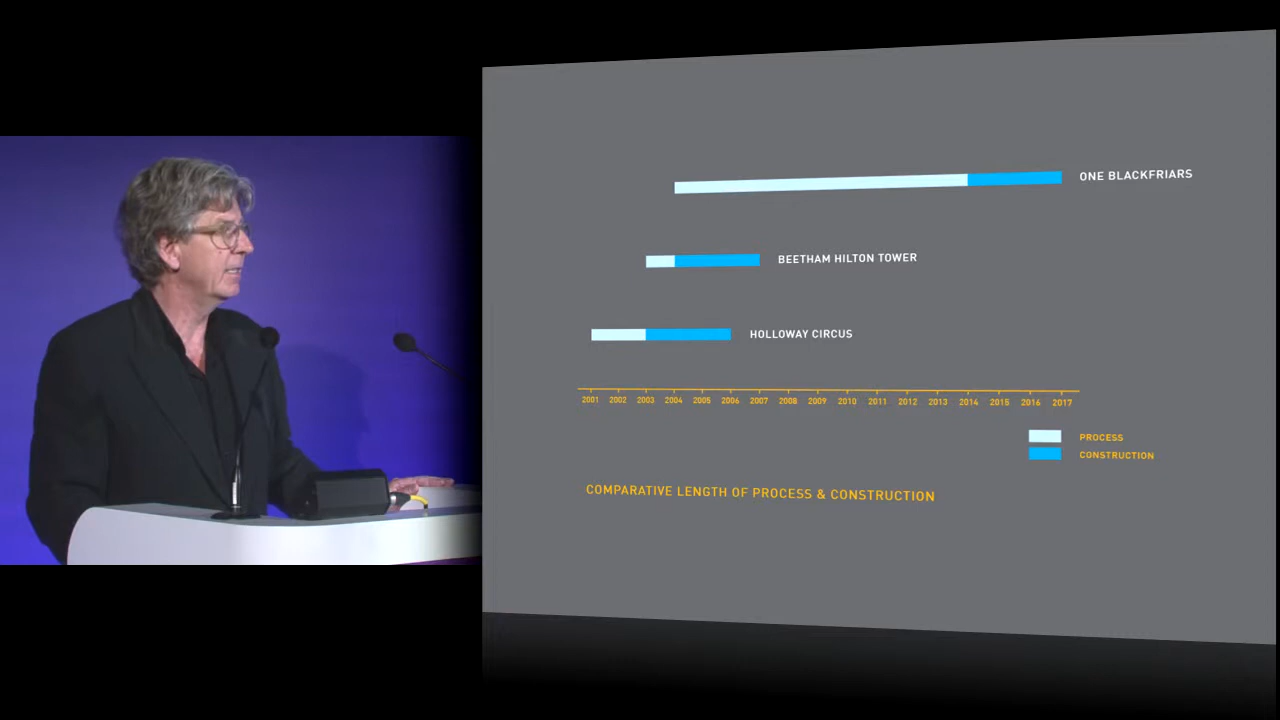 ONE BLACKFRIARS
BEETHAM HILTON TOWER
HOLLOWAY CIRCUS
2001 2002 2003 2004 2005 2006 2007 2008 2009 2010 2011 2012 2013 2014 2015 2016 2017
PROCESS
CONSTRUCTION
COMPARATIVE LENGTH OF PROCESS & CONSTRUCTION